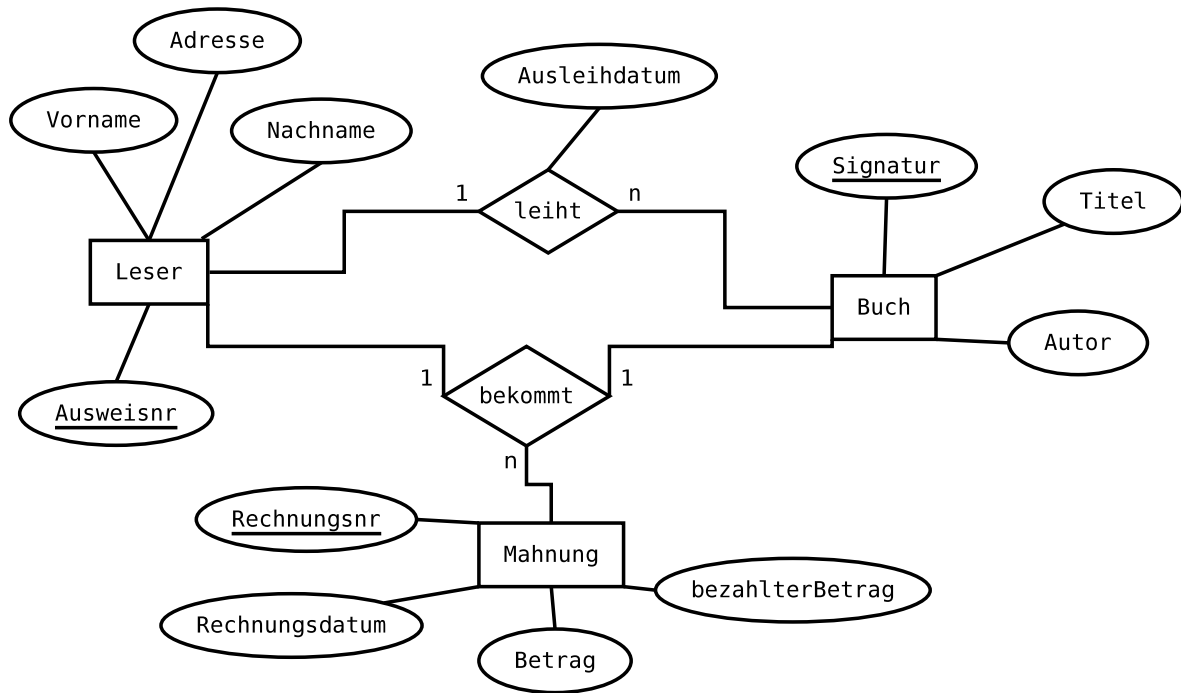 Adresse
Ausleihdatum
Vorname
Nachname
Signatur
1
n
Titel
leiht
Leser
Buch
Autor
1
bekommt
1
Ausweisnr
n
Rechnungsnr
Mahnung
bezahlterBetrag
Rechnungsdatum
Betrag